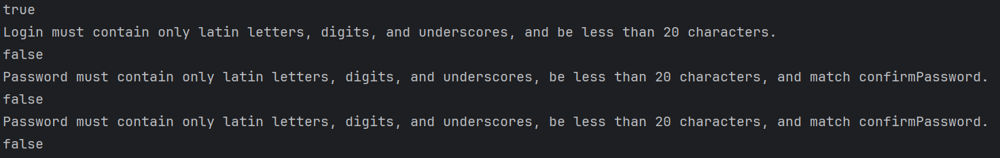 true
Login must contain only latin letters, digits, and underscores, and be less than 20 characters.
false
Password must contain only latin letters, digits, and underscores, be less than 20 characters, and match confirmPassword.
false
Password must contain only latin letters, digits, and underscores, be less than 20 characters, and match confirmPassword.
false